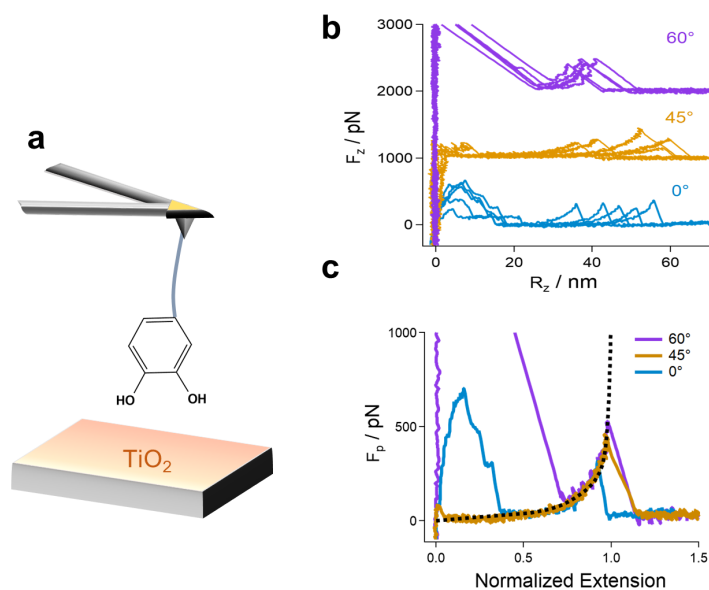 a
HO
OH
TiO2
b
3000
2000
1000
0
Fz / pN
60°
45°
0°
0
20
40
60
Rz / nm
c
1000
500
0
Fp / pN
60°
45°
0°
0.0
0.5
1.0
1.5
Normalized Extension